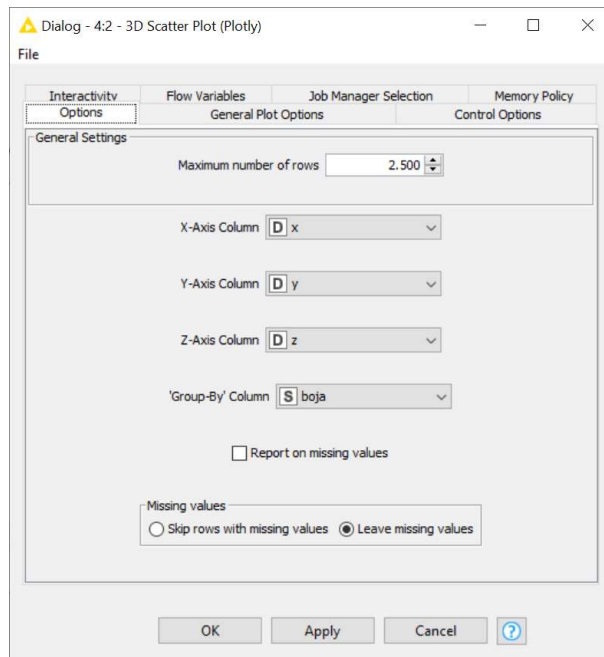 Dialog - 4:2 - 3D Scatter Plot (Plotly)
File
Interactivity Flow Variables Job Manager Selection Memory Policy
Options General Plot Options Control Options
General Settings
Maximum number of rows 2.500
X-Axis Column D x
Y-Axis Column D y
Z-Axis Column D z
'Group-By' Column S boja
Report on missing values
Missing values
Skip rows with missing values Leave missing values
OK Apply Cancel ?